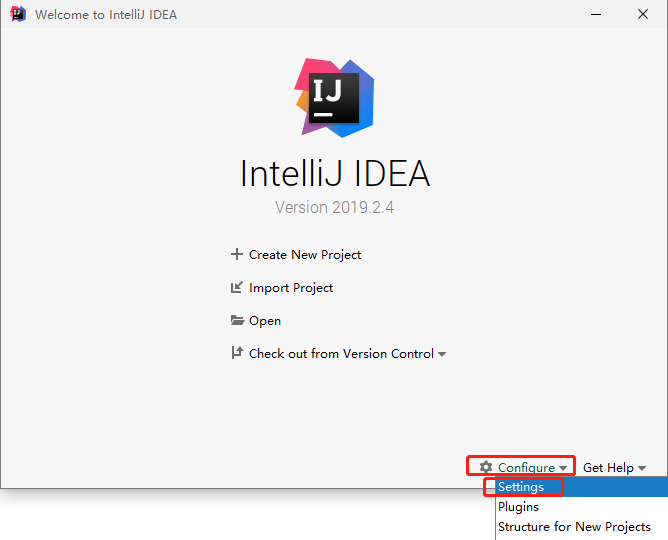 Welcome to IntelliJ IDEA
IJ
IntelliJ IDEA
Version 2019.2.4
Create New Project
Import Project
Open
Check out from Version Control
Configure Get Help
Settings
Plugins
Structure for New Projects